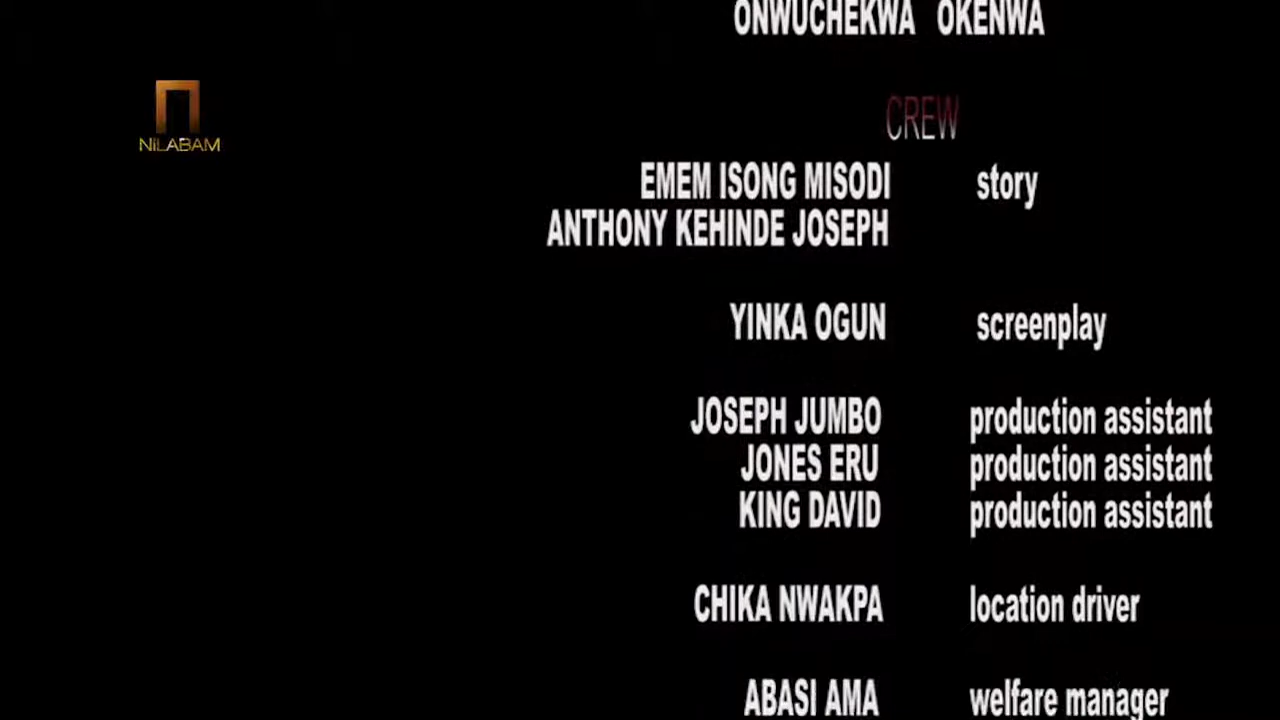 ONWUCHEKWA OKENWA
NILABAM
CREW
EMEM ISONG MISODI story
ANTHONY KEHINDE JOSEPH
YINKA OGUN screenplay
JOSEPH JUMBO production assistant
JONES ERU production assistant
KING DAVID production assistant
CHIKA NWAKPA location driver
ABASI AMA welfare manager